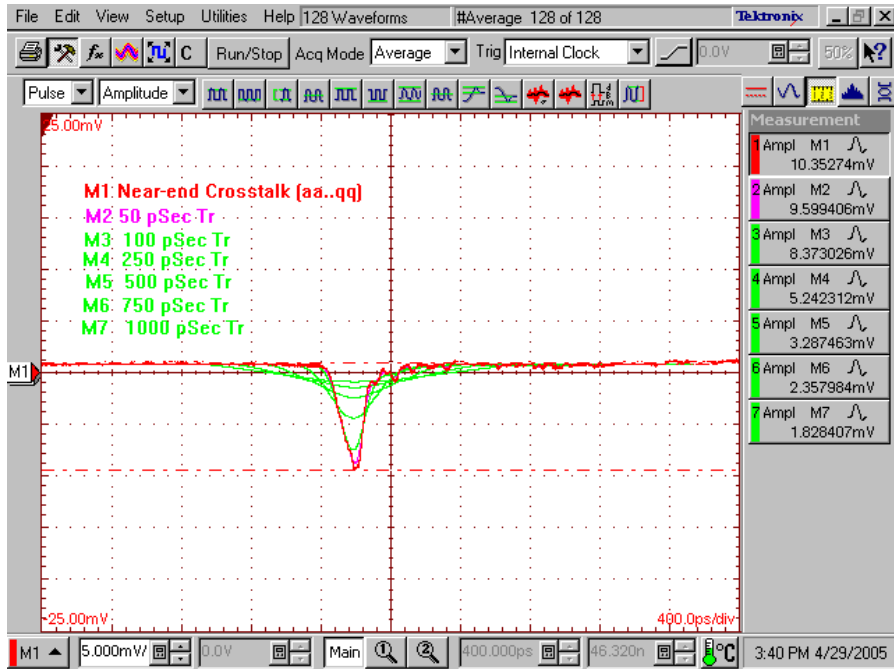 File Edit View Setup Utilities Help 128 Waveforms #Average 128 of 128 Tektronix
Run/Stop Acq Mode Average Trig Internal Clock 0.0V 50%
Pulse Amplitude
Measurement
25.00mV
1 Ampl M1
10.35274mV
2 Ampl M2
9.599406mV
3 Ampl M3
8.373026mV
4 Ampl M4
5.242312mV
5 Ampl M5
3.287463mV
6 Ampl M6
2.357984mV
7 Ampl M7
1.828407mV
M1 Near-end Crosstalk (aa..qq)
M2 50 pSec Tr
M3: 100 pSec Tr
M4: 250 pSec Tr
M5: 500 pSec Tr
M6: 750 pSec Tr
M7: 1000 pSec Tr
M1
-25.00mV 400.0ps/div
M1 5.000mV/ 0.0V Main 1 2 400.000ps 46.320n °C 3:40 PM 4/29/2005